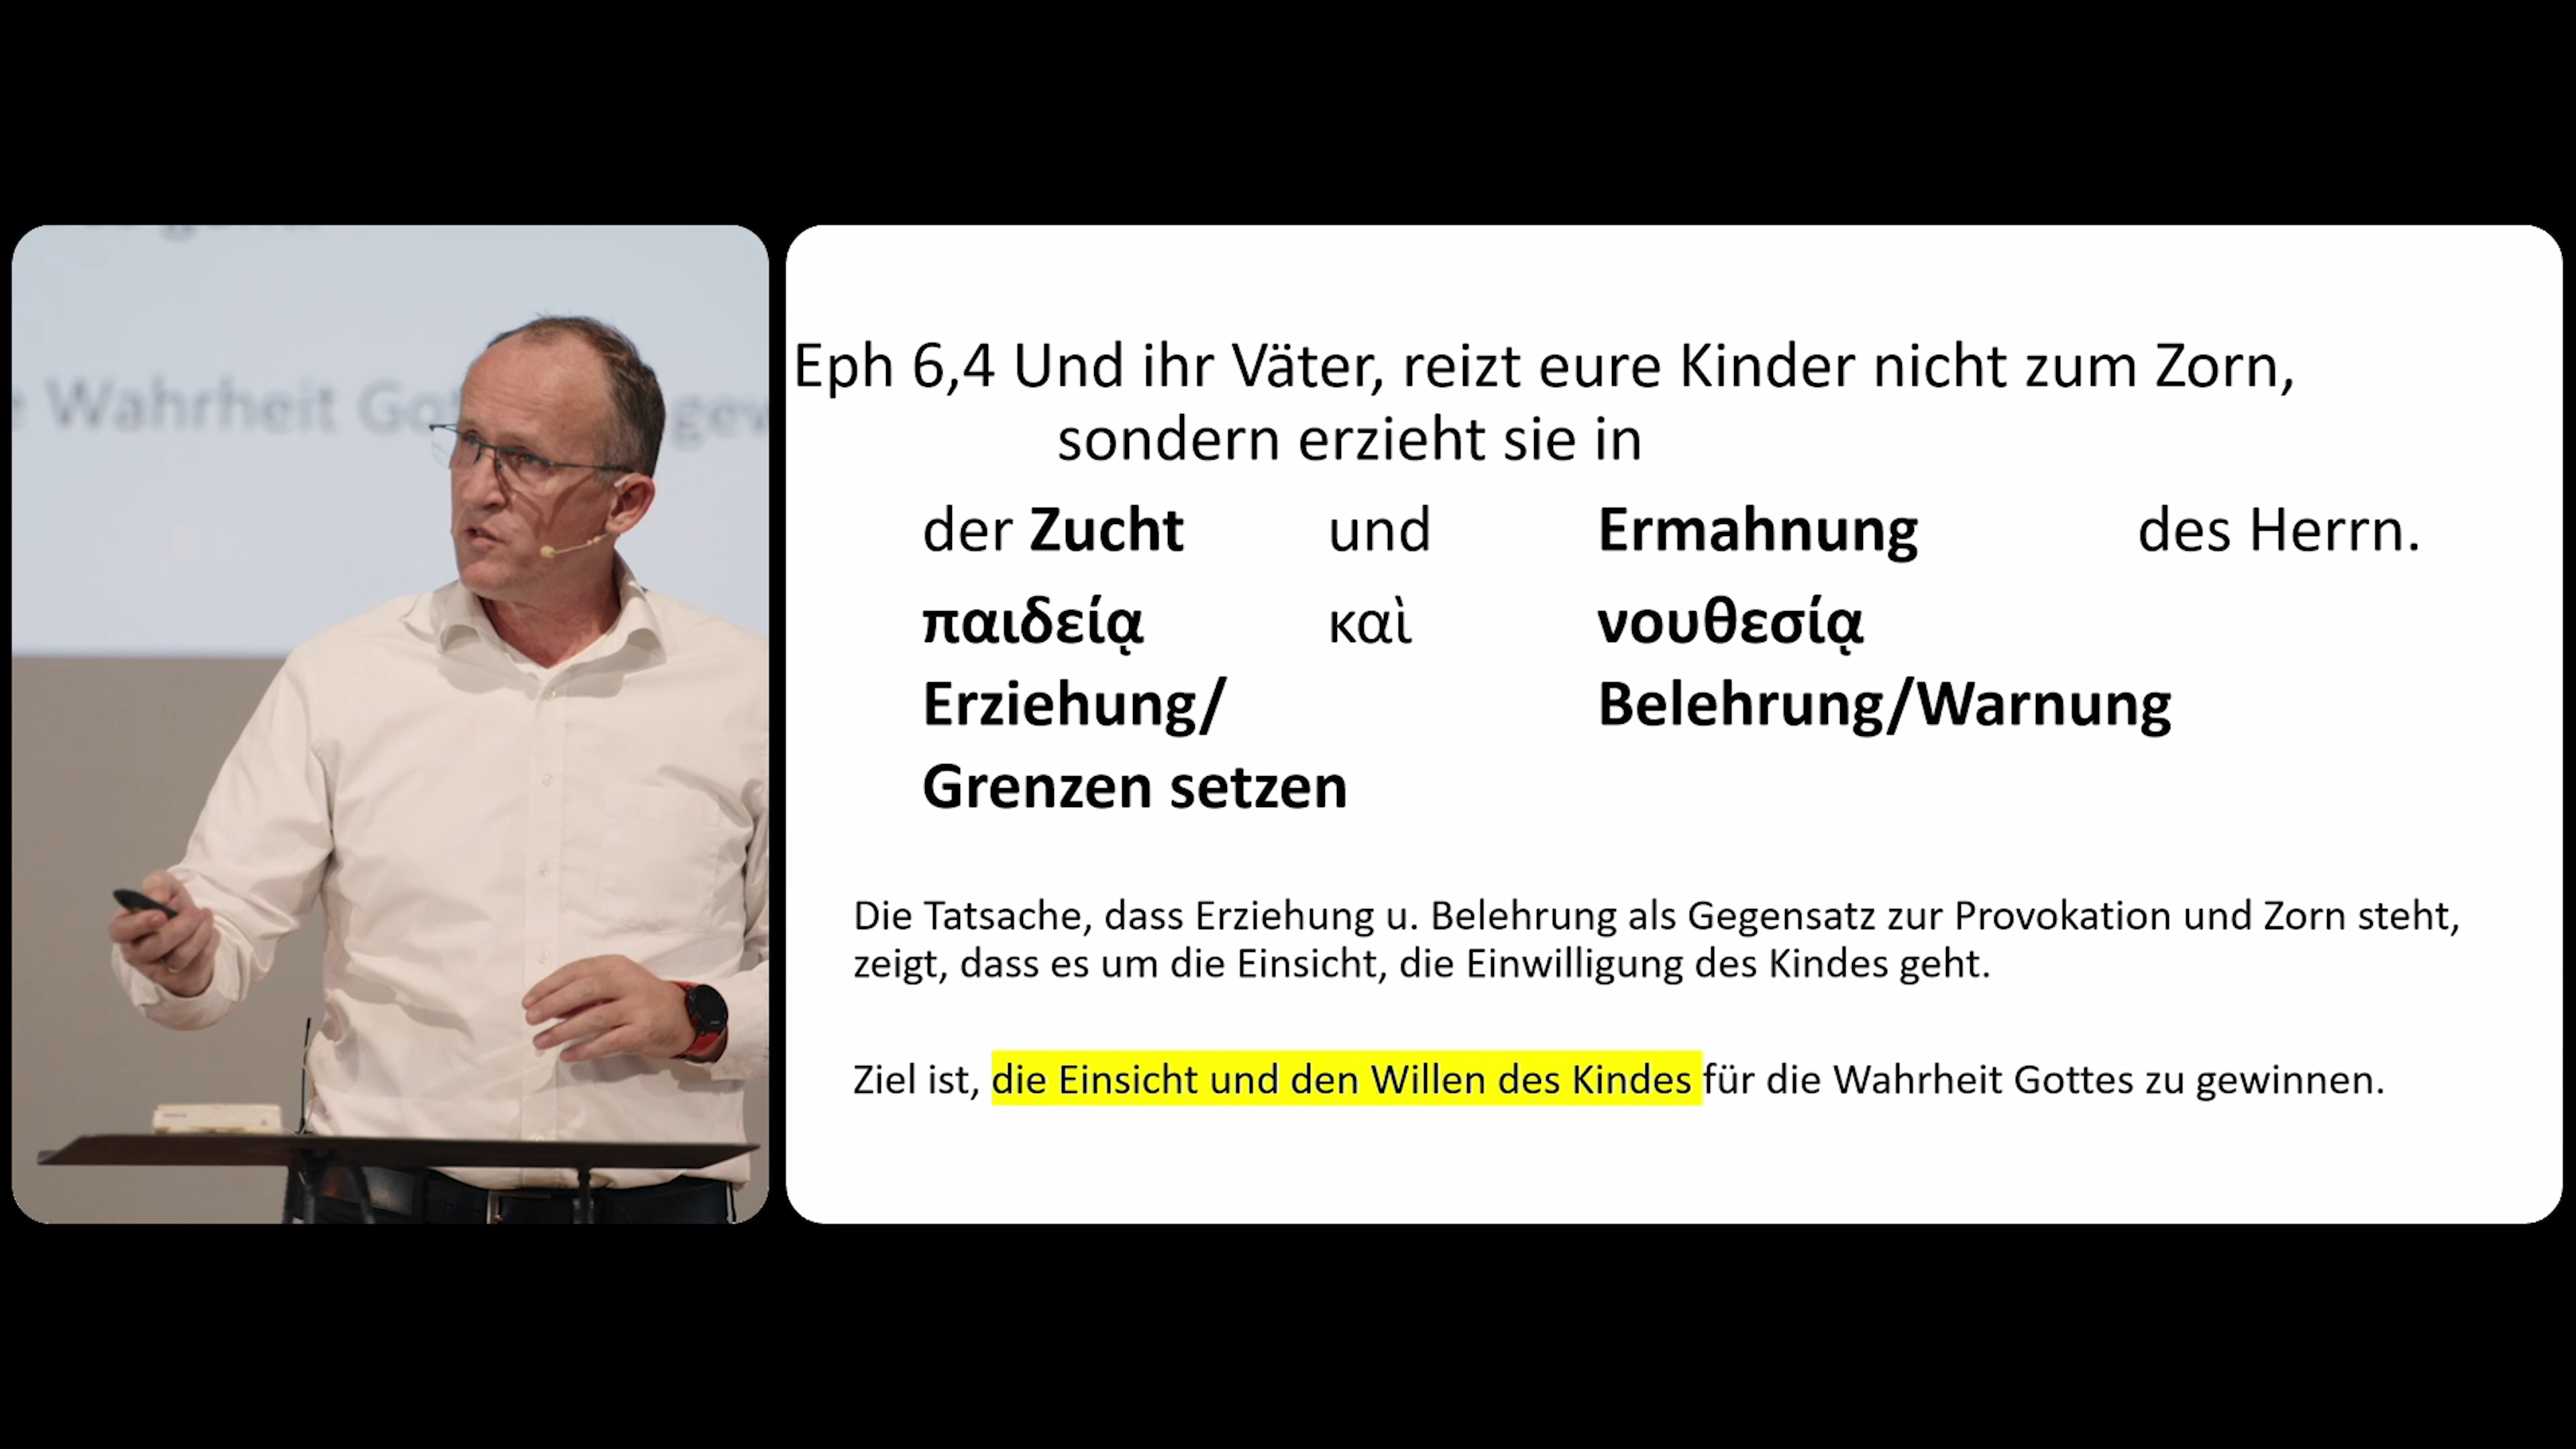 e Wahrheit Go gew
Eph 6,4 Und ihr Väter, reizt eure Kinder nicht zum Zorn,
sondern erzieht sie in
der Zucht und Ermahnung des Herrn.
παιδείᾳ καὶ νουθεσίᾳ
Erziehung/ Belehrung/Warnung
Grenzen setzen
Die Tatsache, dass Erziehung u. Belehrung als Gegensatz zur Provokation und Zorn steht,
zeigt, dass es um die Einsicht, die Einwilligung des Kindes geht.
Ziel ist, die Einsicht und den Willen des Kindes für die Wahrheit Gottes zu gewinnen.